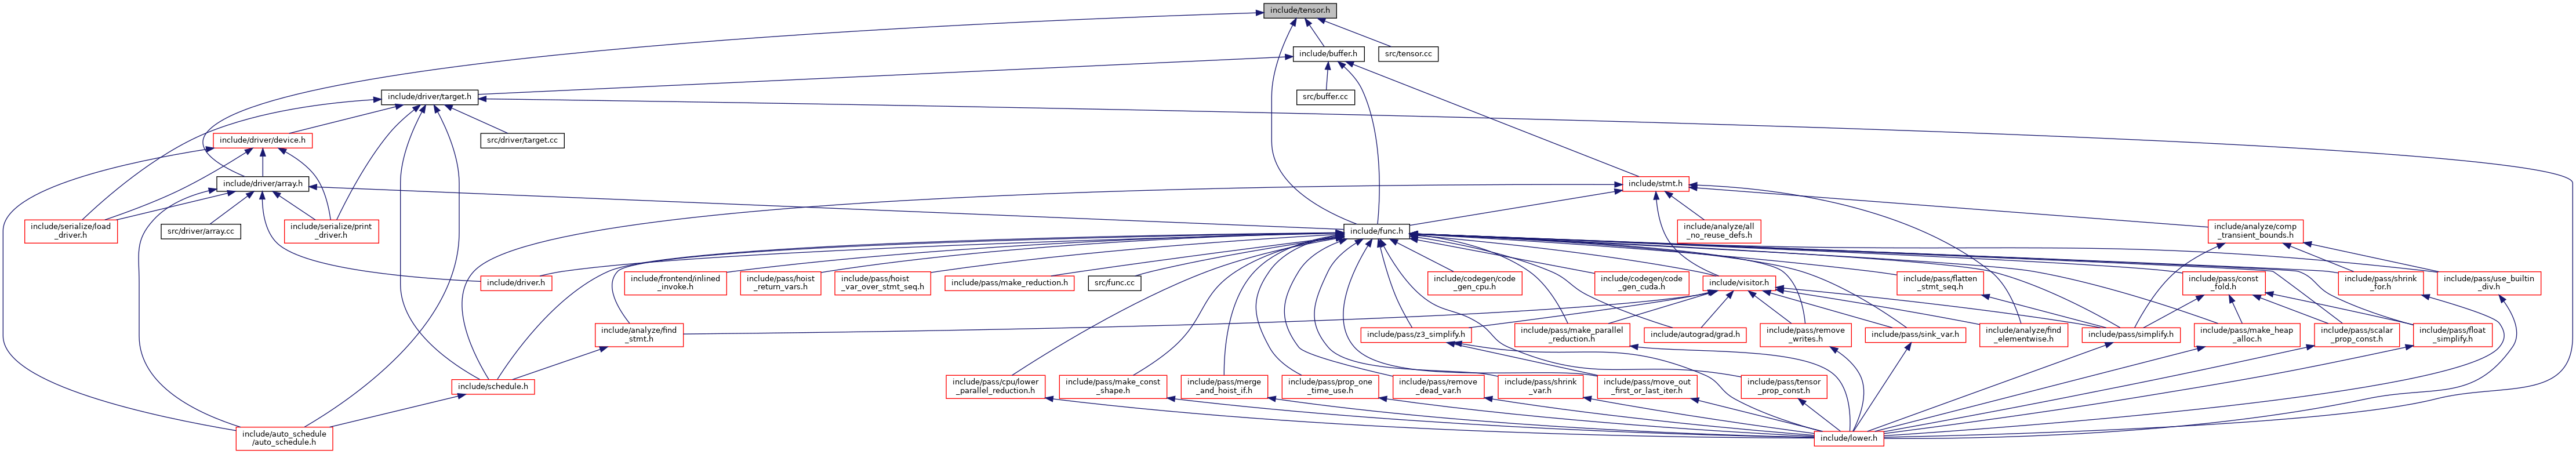 include/tensor.h
include/buffer.h
src/tensor.cc
include/driver/target.h
src/buffer.cc
include/driver/device.h
src/driver/target.cc
include/driver/array.h
include/stmt.h
include/serialize/load
_driver.h
src/driver/array.cc
include/serialize/print
_driver.h
include/func.h
include/analyze/all
_no_reuse_defs.h
include/analyze/comp
_transient_bounds.h
include/driver.h
include/frontend/inlined
_invoke.h
include/pass/hoist
_return_vars.h
include/pass/hoist
_var_over_stmt_seq.h
include/pass/make_reduction.h
src/func.cc
include/codegen/code
_gen_cpu.h
include/codegen/code
_gen_cuda.h
include/visitor.h
include/pass/flatten
_stmt_seq.h
include/pass/const
_fold.h
include/pass/shrink
_for.h
include/pass/use_builtin
_div.h
include/analyze/find
_stmt.h
include/pass/z3_simplify.h
include/pass/make_parallel
_reduction.h
include/autograd/grad.h
include/pass/remove
_writes.h
include/pass/sink_var.h
include/analyze/find
_elementwise.h
include/pass/simplify.h
include/pass/make_heap
_alloc.h
include/pass/scalar
_prop_const.h
include/pass/float
_simplify.h
include/schedule.h
include/pass/cpu/lower
_parallel_reduction.h
include/pass/make_const
_shape.h
include/pass/merge
_and_hoist_if.h
include/pass/prop_one
_time_use.h
include/pass/remove
_dead_var.h
include/pass/shrink
_var.h
include/pass/move_out
_first_or_last_iter.h
include/pass/tensor
_prop_const.h
include/auto_schedule
/auto_schedule.h
include/lower.h